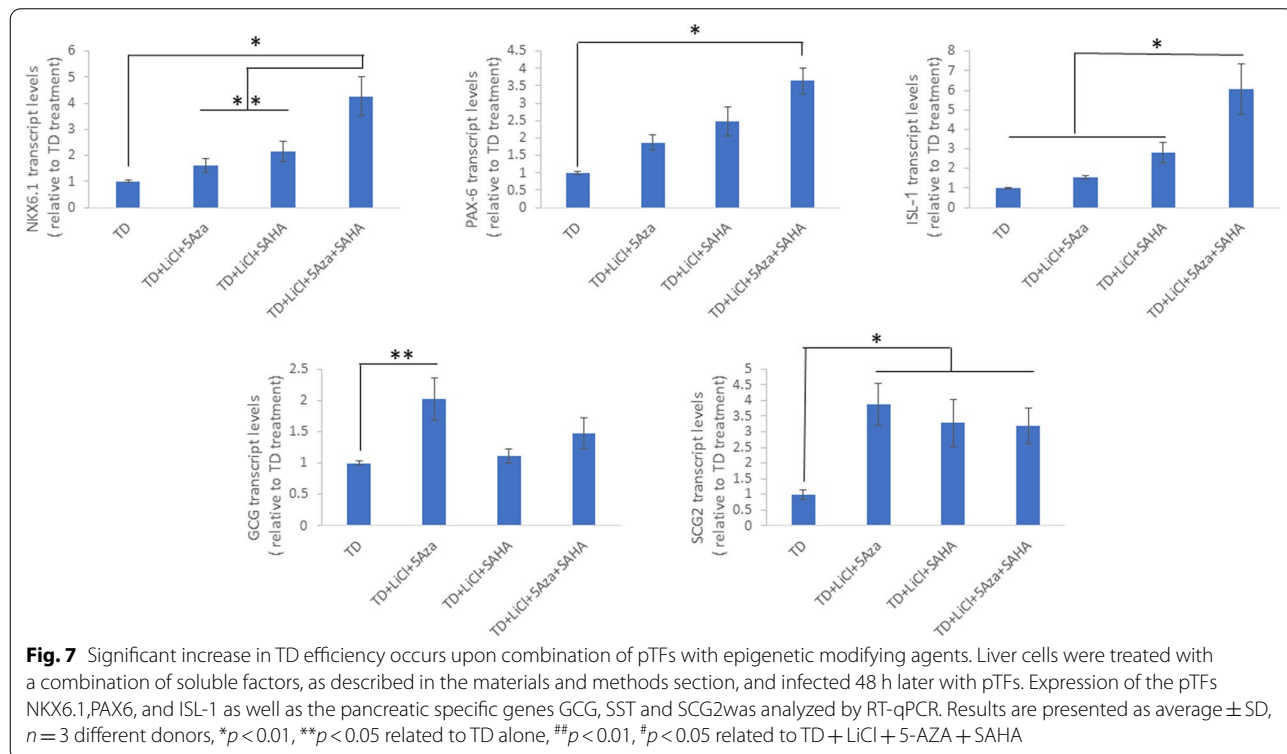 NKX6.1 transcript levels
( relative to TD treatment)
6
5
4
3
2
1
0
*
* *
TD
TD+LiCl+5Aza
TD+LiCl+SAHA
TD+LiCl+5Aza+SAHA
PAX-6 transcript levels
( relative to TD treatment)
4.5
4
3.5
3
2.5
2
1.5
1
0.5
0
*
TD
TD+LiCl+5Aza
TD+LiCl+SAHA
TD+LiCl+5Aza+SAHA
ISL-1 transcript levels
( relative to TD treatment)
8
7
6
5
4
3
2
1
0
*
TD
TD+LiCl+5Aza
TD+LiCl+SAHA
TD+LiCl+5Aza+SAHA
GCG transcript levels
( relative to TD treatment)
2.5
2
1.5
1
0.5
0
**
TD
TD+LiCl+5Aza
TD+LiCl+SAHA
TD+LiCl+5Aza+SAHA
SCG2 transcript levels
( relative to TD treatment)
5
4.5
4
3.5
3
2.5
2
1.5
1
0.5
0
*
TD
TD+LiCl+5Aza
TD+LiCl+SAHA
TD+LiCl+5Aza+SAHA
Fig. 7 Significant increase in TD efficiency occurs upon combination of pTFs with epigenetic modifying agents. Liver cells were treated with
a combination of soluble factors, as described in the materials and methods section, and infected 48 h later with pTFs. Expression of the pTFs
NKX6.1,PAX6, and ISL-1 as well as the pancreatic specific genes GCG, SST and SCG2was analyzed by RT-qPCR. Results are presented as average ± SD,
n = 3 different donors, *p < 0.01, **p < 0.05 related to TD alone, ##p < 0.01, #p < 0.05 related to TD + LiCl + 5-AZA + SAHA